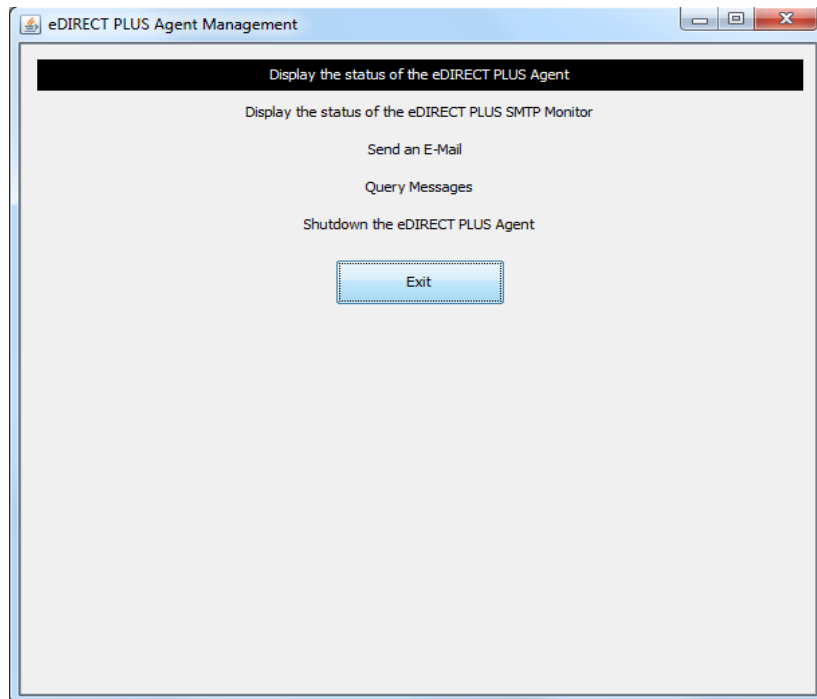 eDIRECT PLUS Agent Management
Display the status of the eDIRECT PLUS Agent
Display the status of the eDIRECT PLUS SMTP Monitor
Send an E-Mail
Query Messages
Shutdown the eDIRECT PLUS Agent
Exit